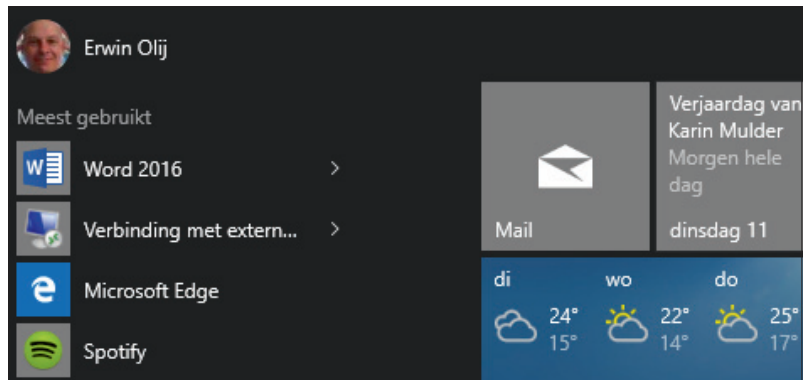 Erwin Olij
Meest gebruikt
Word 2016
Verbinding met extern...
Microsoft Edge
Spotify
Mail
Verjaardag van
Karin Mulder
Morgen hele
dag
dinsdag 11
di wo do
24° 22° 25°
15° 14° 17°